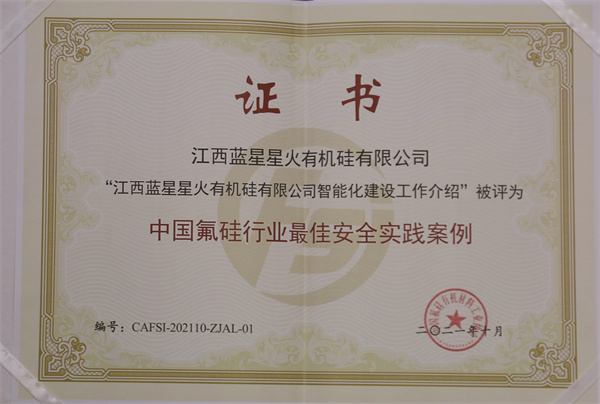 证书
江西蓝星星火有机硅有限公司
“江西蓝星星火有机硅有限公司智能化建设工作介绍”被评为
中国氟硅行业最佳安全实践案例
编号：CAFSI-202110-ZJAL-01
二〇二一年十月